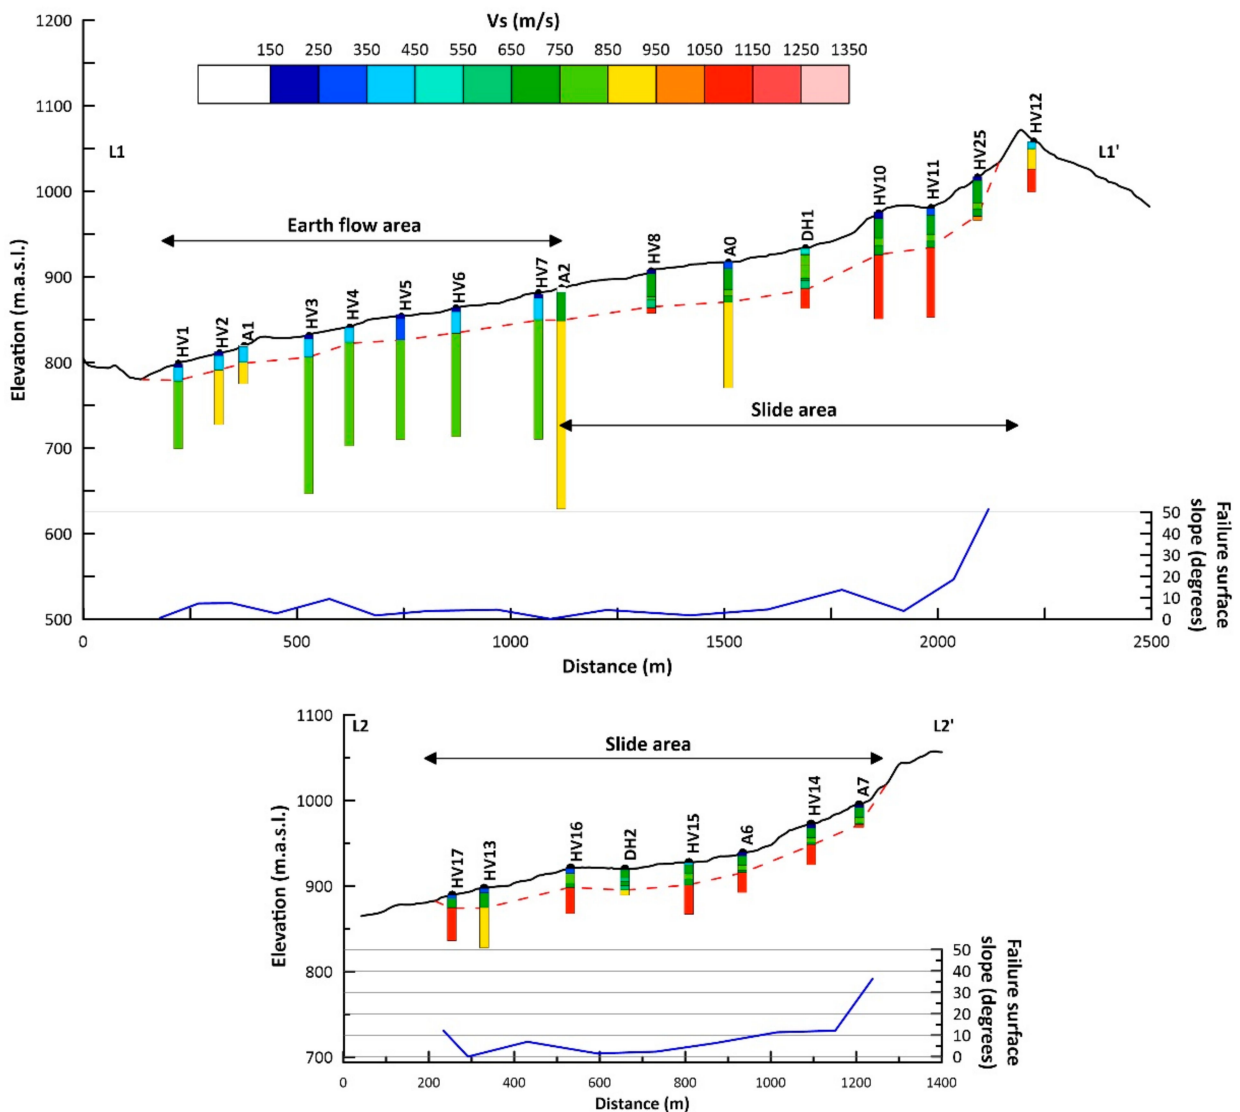 Vs (m/s)
150 250 350 450 550 650 750 850 950 1050 1150 1250 1350
1200
1100
1000
900
800
700
600
500
Elevation (m.a.s.l.)
L1
L1'
Earth flow area
Slide area
HV1
HV2
A1
HV3
HV4
HV5
HV6
HV7
A2
HV8
A0
DH1
HV10
HV11
HV25
HV12
50
40
30
20
10
0
Failure surface
slope (degrees)
0 500 1000 1500 2000 2500
Distance (m)
1100
1000
900
800
700
Elevation (m.a.s.l.)
L2
L2'
Slide area
HV17
HV13
HV16
DH2
HV15
A6
HV14
A7
50
40
30
20
10
0
Failure surface
slope (degrees)
0 200 400 600 800 1000 1200 1400
Distance (m)